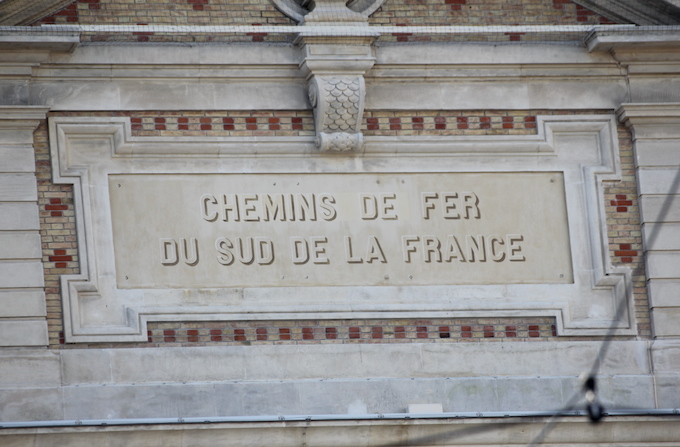 CHEMINS DE FER
DU SUD DE LA FRANCE